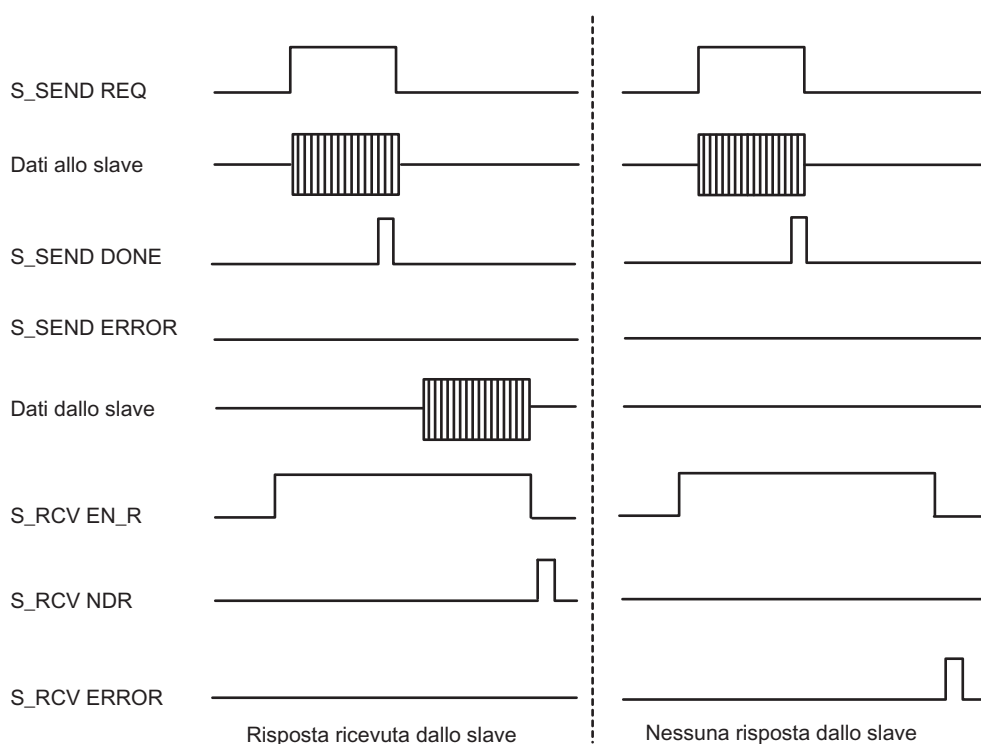 S_SEND REQ
Dati allo slave
S_SEND DONE
S_SEND ERROR
Dati dallo slave
S_RCV EN_R
S_RCV NDR
S_RCV ERROR
Risposta ricevuta dallo slave
Nessuna risposta dallo slave